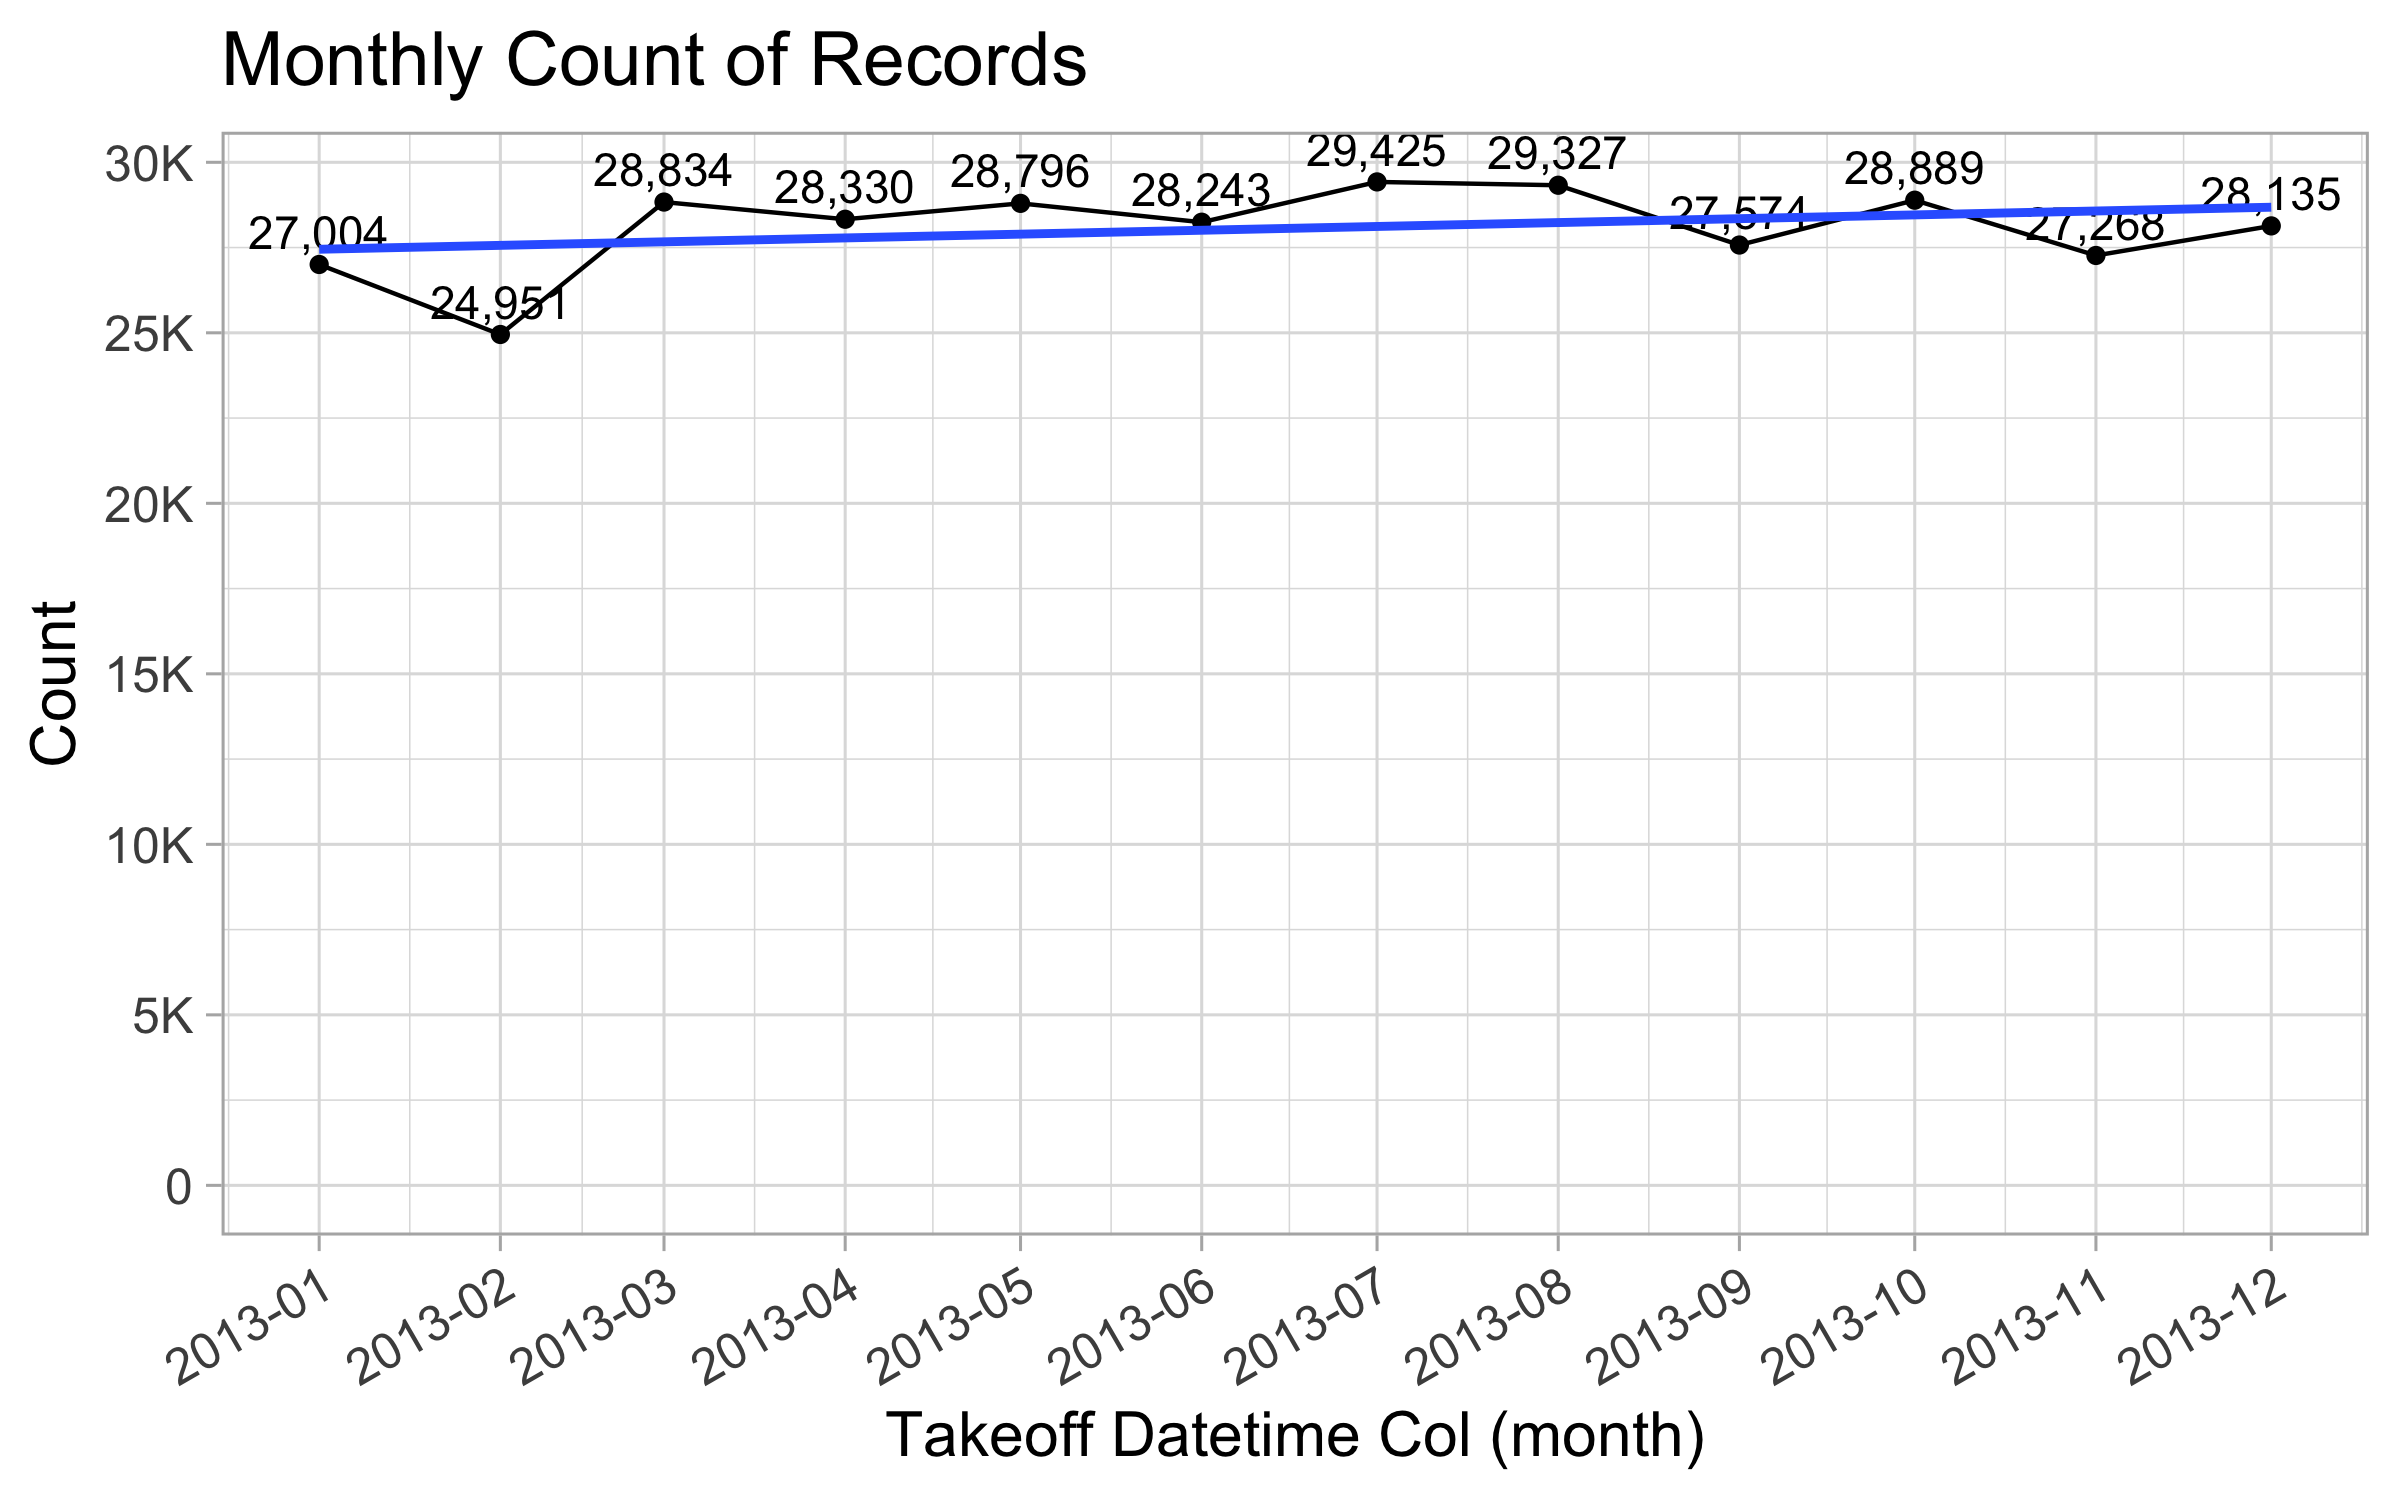 Monthly Count of Records
30K
25K
20K
15K
10K
5K
0
Count
27,004
24,951
28,834
28,330
28,796
28,243
29,425
29,327
27,574
28,889
27,268
28,135
2013-01
2013-02
2013-03
2013-04
2013-05
2013-06
2013-07
2013-08
2013-09
2013-10
2013-11
2013-12
Takeoff Datetime Col (month)